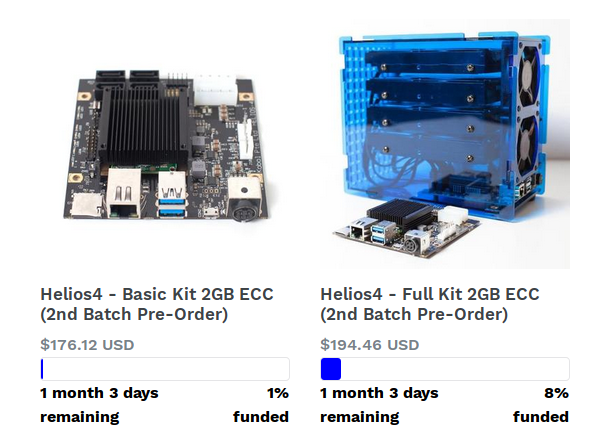 Helios4 - Basic Kit 2GB ECC
(2nd Batch Pre-Order)
$176.12 USD
1 month 3 days
remaining
1%
funded
Helios4 - Full Kit 2GB ECC
(2nd Batch Pre-Order)
$194.46 USD
1 month 3 days
remaining
8%
funded